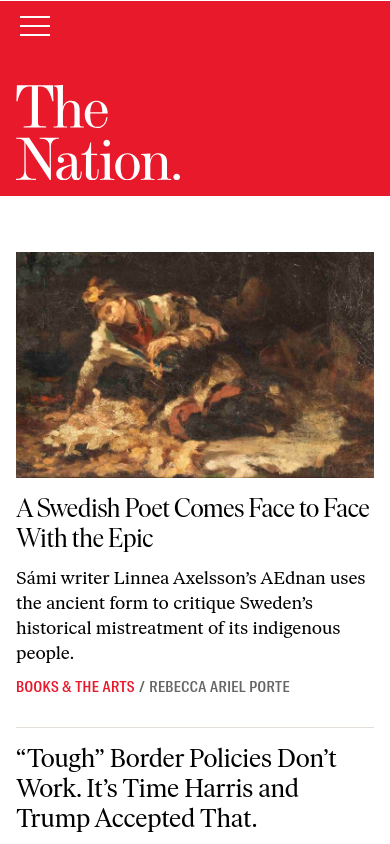 The
Nation.
A Swedish Poet Comes Face to Face
With the Epic
Sámi writer Linnea Axelsson’s AEdnan uses
the ancient form to critique Sweden’s
historical mistreatment of its indigenous
people.
BOOKS & THE ARTS / REBECCA ARIEL PORTE
“Tough” Border Policies Don’t
Work. It’s Time Harris and
Trump Accepted That.